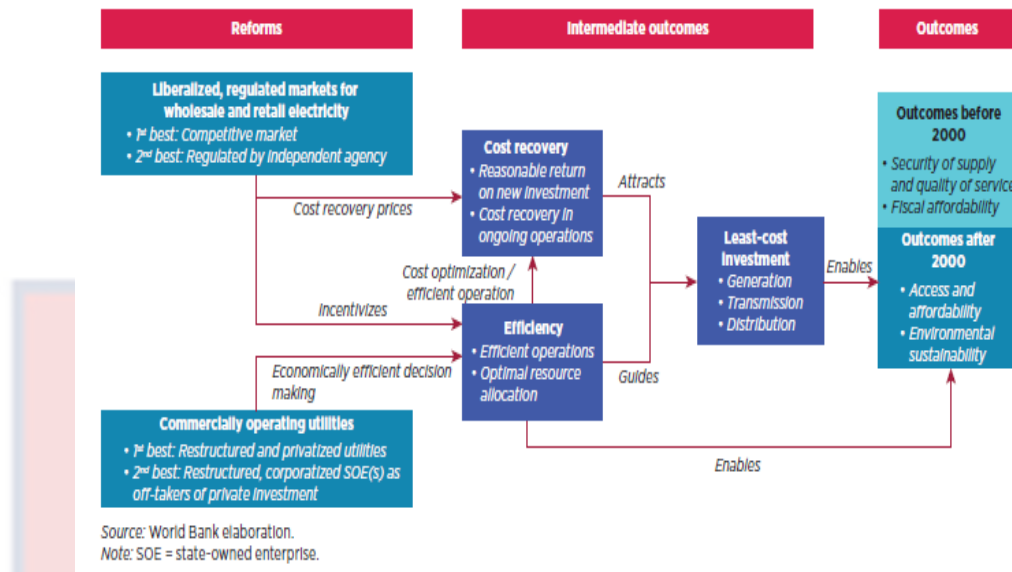 Reforms
Intermediate outcomes
Outcomes
Liberalized, regulated markets for
wholesale and retail electricity
• 1st best: Competitive market
• 2nd best: Regulated by independent agency
Cost recovery prices
Incentivizes
Economically efficient decision
making
Commercially operating utilities
• 1st best: Restructured and privatized utilities
• 2nd best: Restructured, corporatized SOE(s) as
off-takers of private investment
Cost recovery
• Reasonable return
on new investment
• Cost recovery in
ongoing operations
Cost optimization /
efficient operation
Efficiency
• Efficient operations
• Optimal resource
allocation
Attracts
Guides
Least-cost
investment
• Generation
• Transmission
• Distribution
Enables
Enables
Outcomes before
2000
• Security of supply
and quality of service
• Fiscal affordability
Outcomes after
2000
• Access and
affordability
• Environmental
sustainability
Source: World Bank elaboration.
Note: SOE = state-owned enterprise.